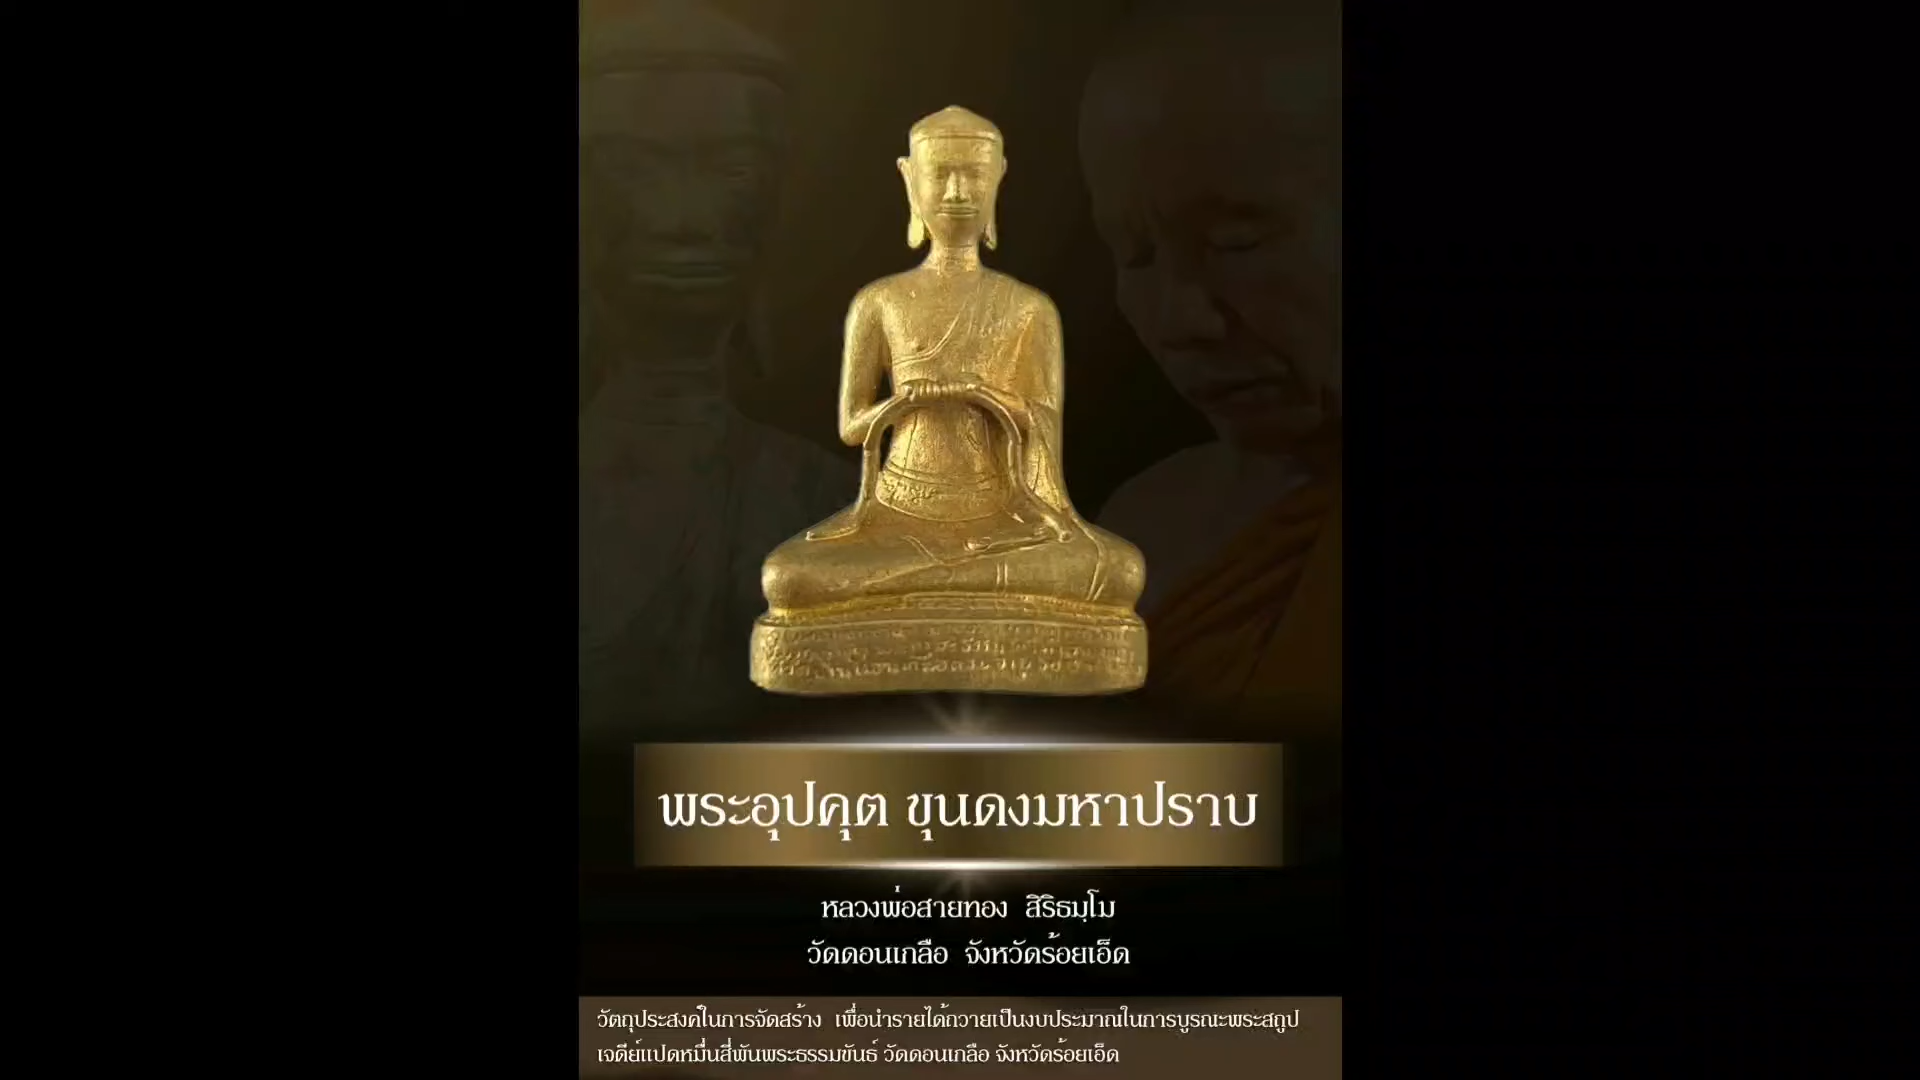 พระอุปคุต ขุนดงมหาปราบ
หลวงพ่อสายทอง สิริธมฺโม
วัดดอนเกลือ จังหวัดร้อยเอ็ด
วัตถุประสงค์ในการจัดสร้าง เพื่อนำรายได้ถวายเป็นงบประมาณในการบูรณะพระสถูป
เจดีย์แปดหมื่นสี่พันพระธรรมขันธ์ วัดดอนเกลือ จังหวัดร้อยเอ็ด